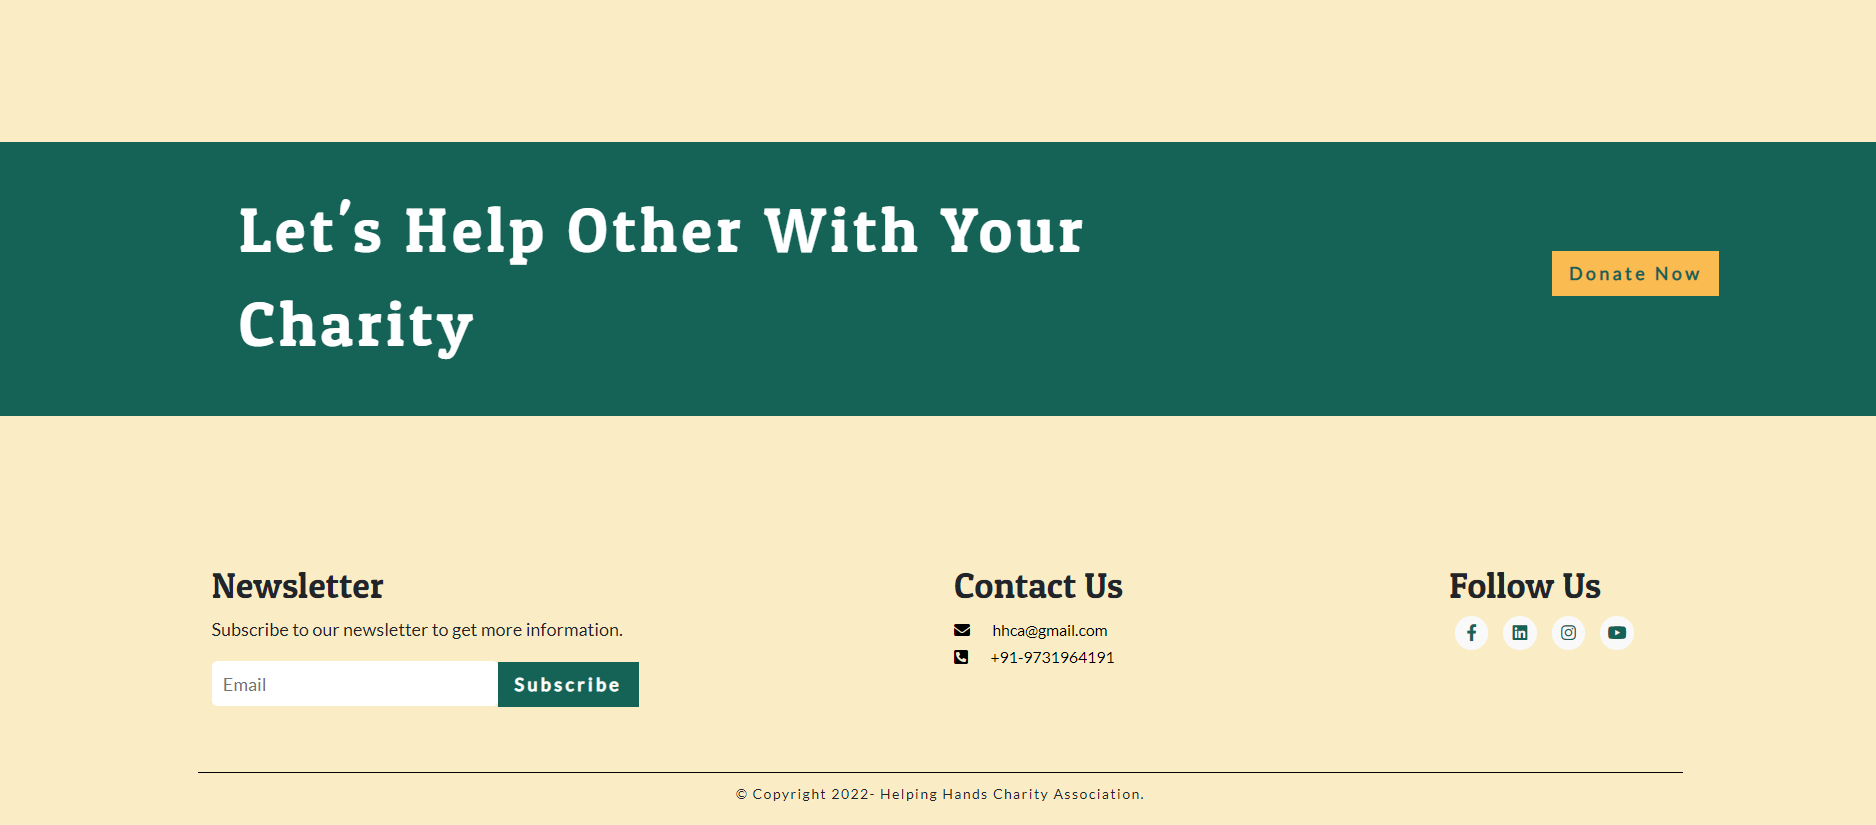 Let's Help Other With Your
Charity
Donate Now
Newsletter
Subscribe to our newsletter to get more information.
Email
Subscribe
Contact Us
hhca@gmail.com
+91-9731964191
Follow Us
© Copyright 2022- Helping Hands Charity Association.